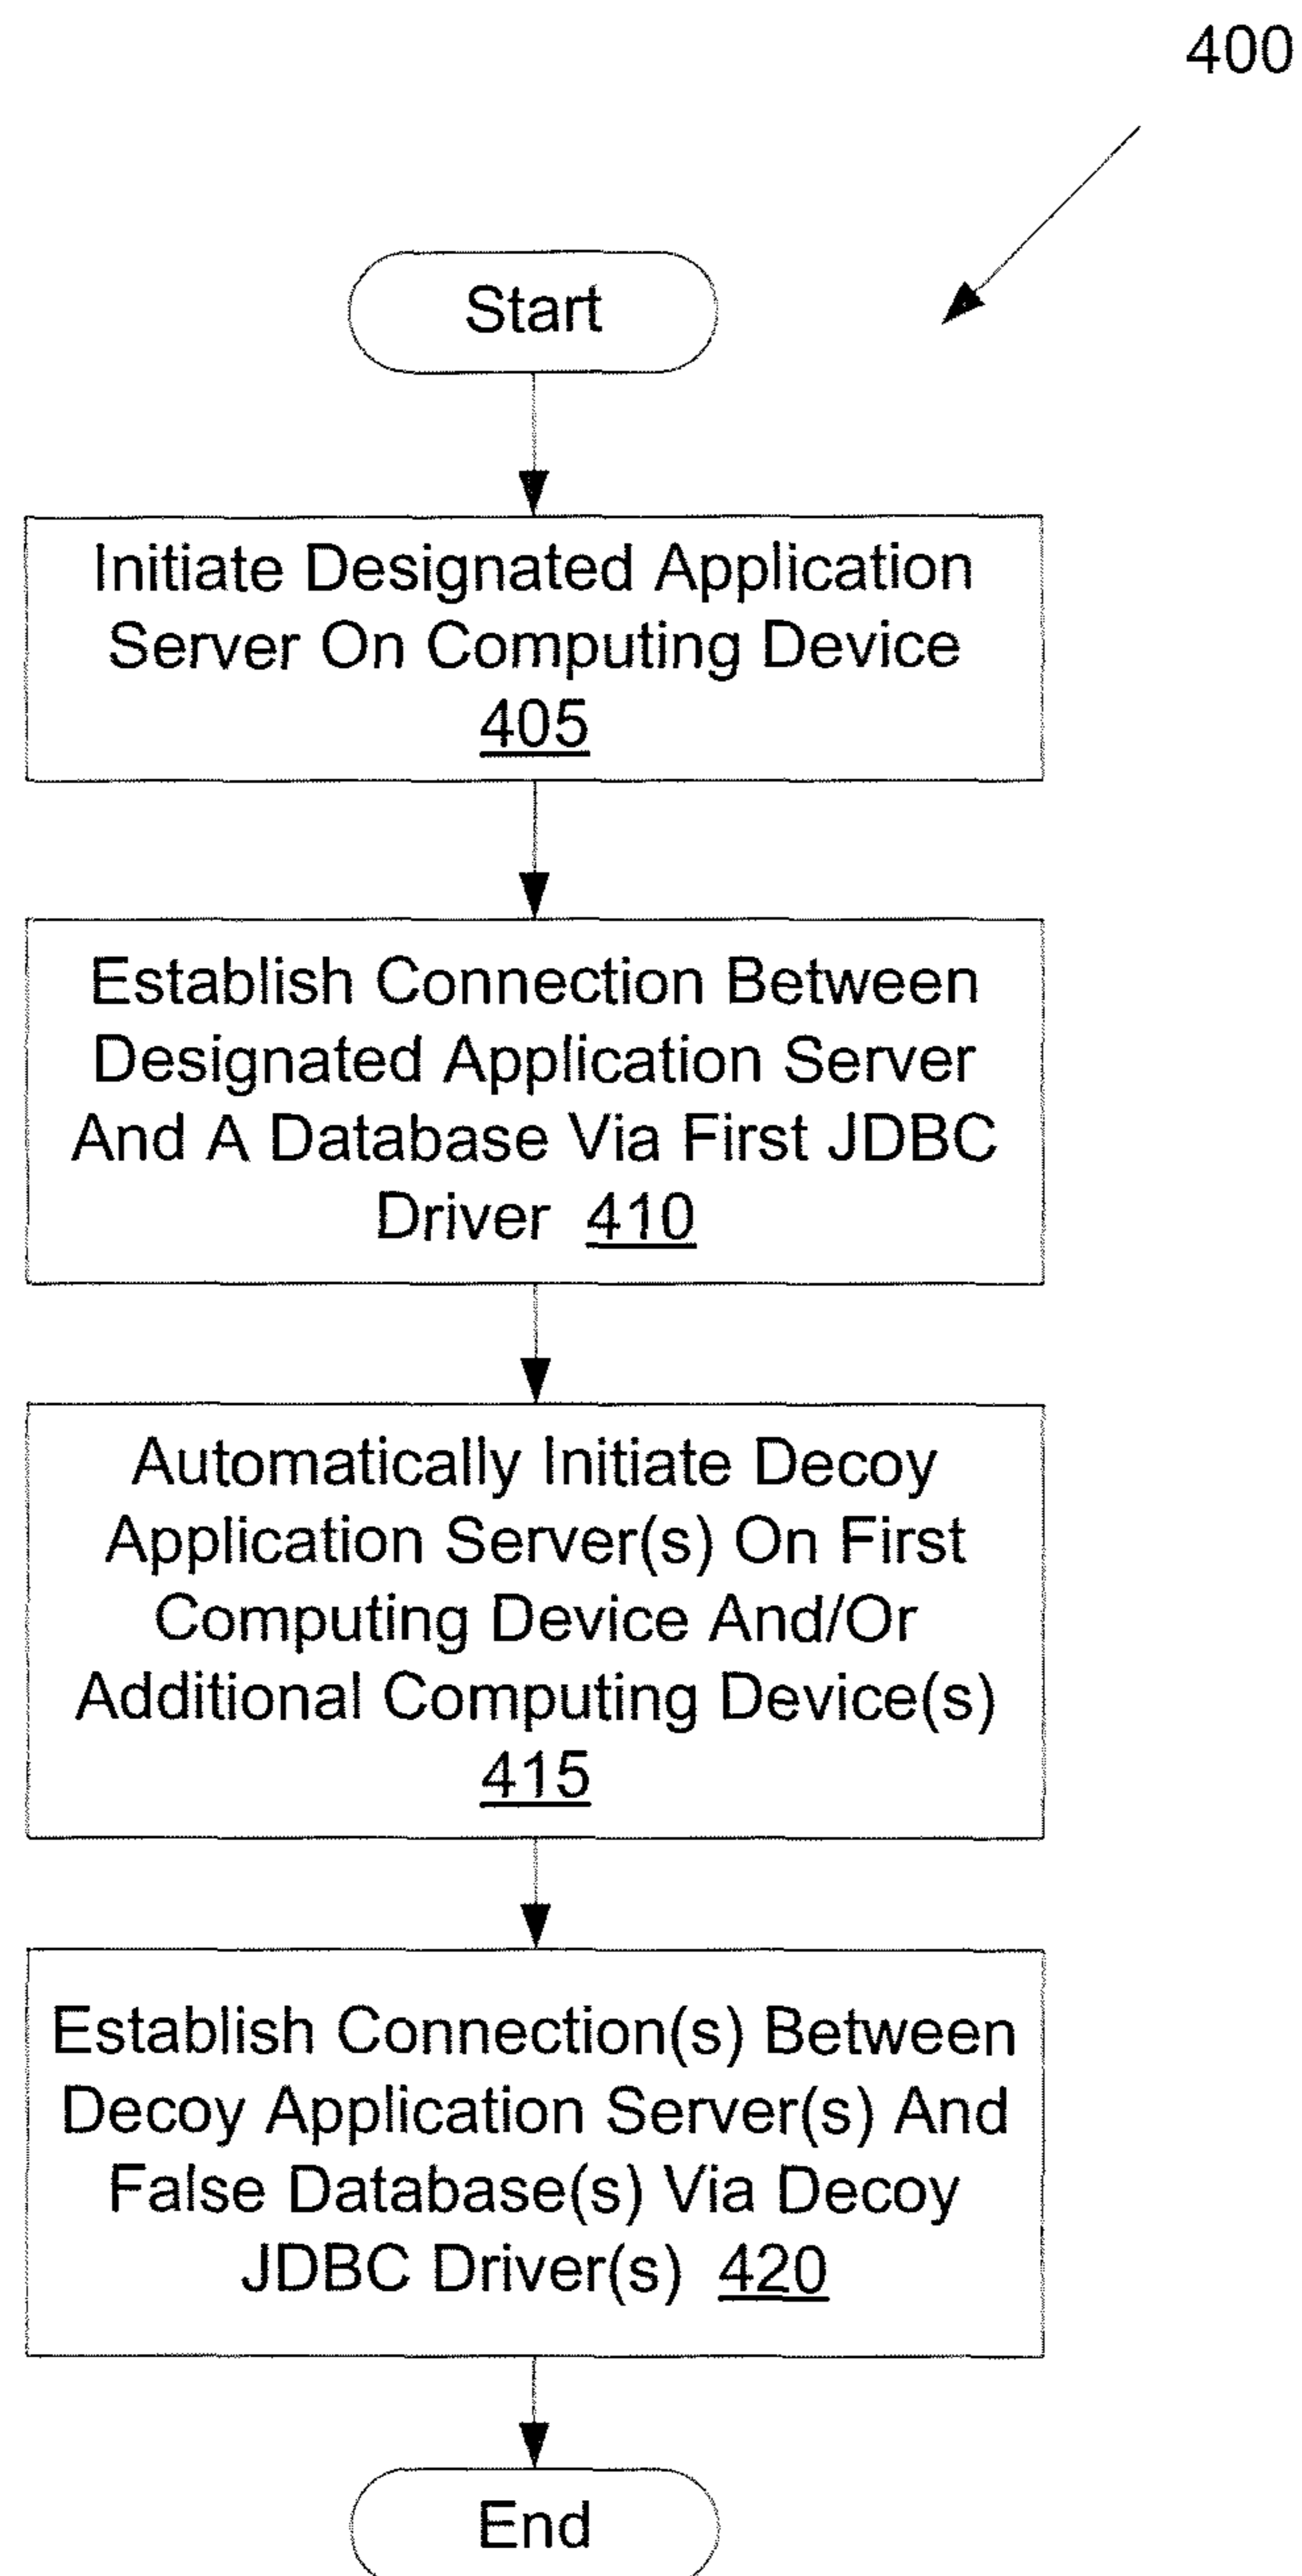 400
Start
Initiate Designated Application
Server On Computing Device
405
Establish Connection Between
Designated Application Server
And A Database Via First JDBC
Driver 410
Automatically Initiate Decoy
Application Server(s) On First
Computing Device And/Or
Additional Computing Device(s)
415
Establish Connection(s) Between
Decoy Application Server(s) And
False Database(s) Via Decoy
JDBC Driver(s) 420
End